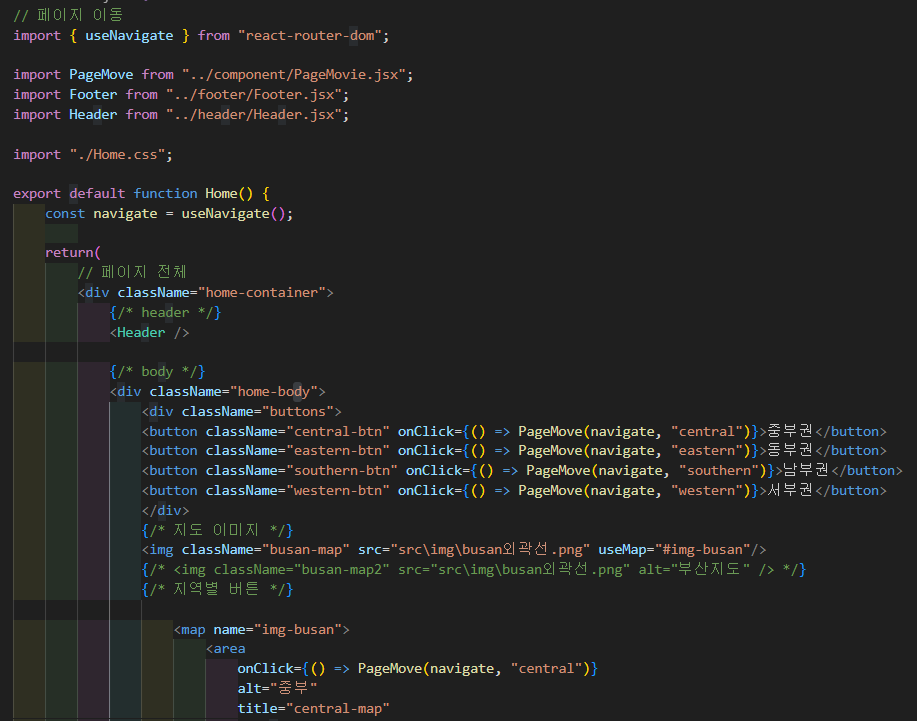 // 페이지 이동
import { useNavigate } from "react-router-dom";
import PageMove from "../component/PageMovie.jsx";
import Footer from "../footer/Footer.jsx";
import Header from "../header/Header.jsx";
import "./Home.css";
export default function Home() {
const navigate = useNavigate();
return(
// 페이지 전체
<div className="home-container">
{/* header */}
<Header />
{/* body */}
<div className="home-body">
<div className="buttons">
<button className="central-btn" onClick={() => PageMove(navigate, "central")}>중부권</button>
<button className="eastern-btn" onClick={() => PageMove(navigate, "eastern")}>동부권</button>
<button className="southern-btn" onClick={() => PageMove(navigate, "southern")}>남부권</button>
<button className="western-btn" onClick={() => PageMove(navigate, "western")}>서부권</button>
</div>
{/* 지도 이미지 */}
<img className="busan-map" src="src\img\busan외곽선.png" useMap="#img-busan"/>
{/* <img className="busan-map2" src="src\img\busan외곽선.png" alt="부산지도" /> */}
{/* 지역별 버튼 */}
<map name="img-busan">
<area
onClick={() => PageMove(navigate, "central")}
alt="중부"
title="central-map"